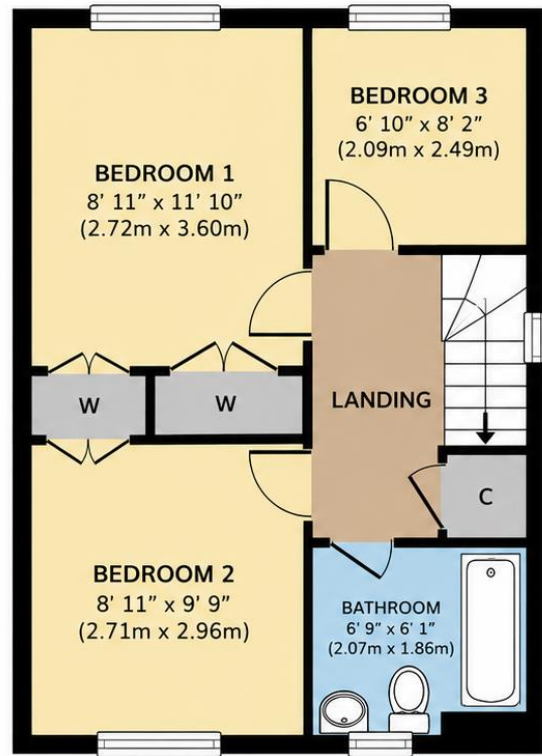 BEDROOM 1
8’ 11” x 11’ 10”
(2.72m x 3.60m)
BEDROOM 3
6’ 10” x 8’ 2”
(2.09m x 2.49m)
W
W
LANDING
C
BEDROOM 2
8’ 11” x 9’ 9”
(2.71m x 2.96m)
BATHROOM
6’ 9” x 6’ 1”
(2.07m x 1.86m)